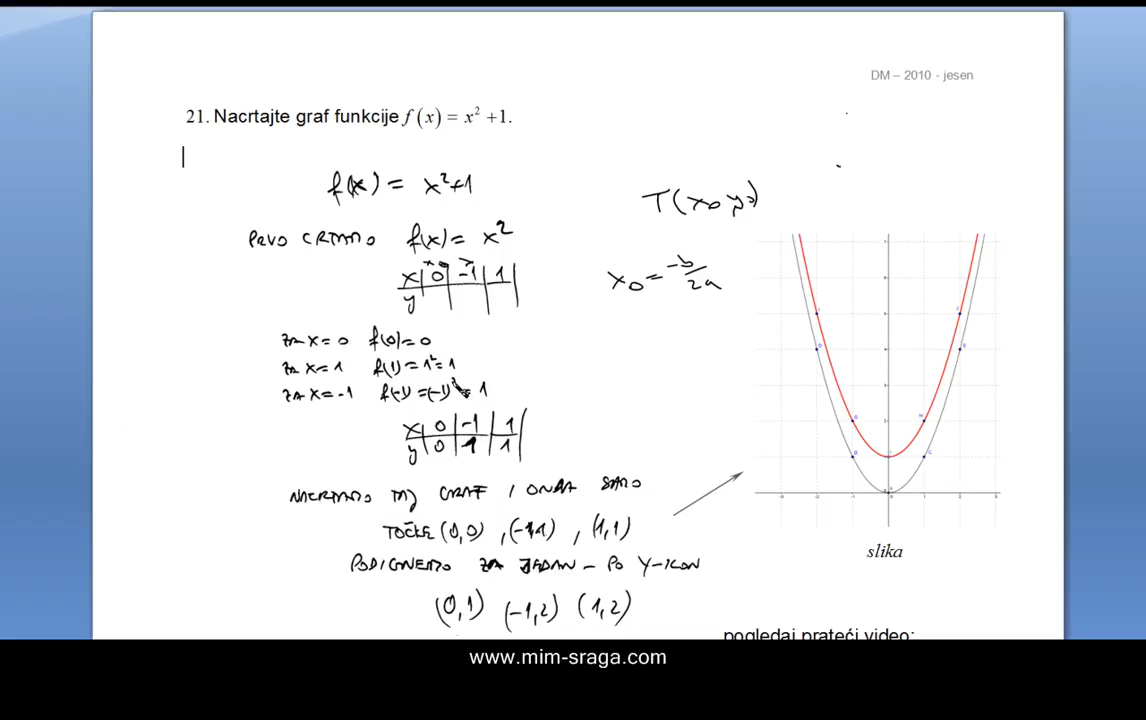 DM – 2010 - jesen
21. Nacrtajte graf funkcije f(x) = x² +1.
f(x) = x²+1
T(x₀ y₀)
PRVO CRTAMO f(x) = x²
x₀ = -b/2a
x | 0 | -1 | 1
y
ZA x = 0 f(0) = 0
ZA x = 1 f(1) = 1² = 1
ZA x = -1 f(-1) = (-1)² = 1
x | 0 | -1 | 1
y | 0 | 1 | 1
NACRTAMO TAJ GRAF I ONDA SAMO
TOČKE (0,0) , (-1,1) , (1,1)
PODIGNEMO ZA JEDAN - PO Y-KON
(0,1) (-1,2) (1,2)
slika
pogledaj prateći video:
www.mim-sraga.com